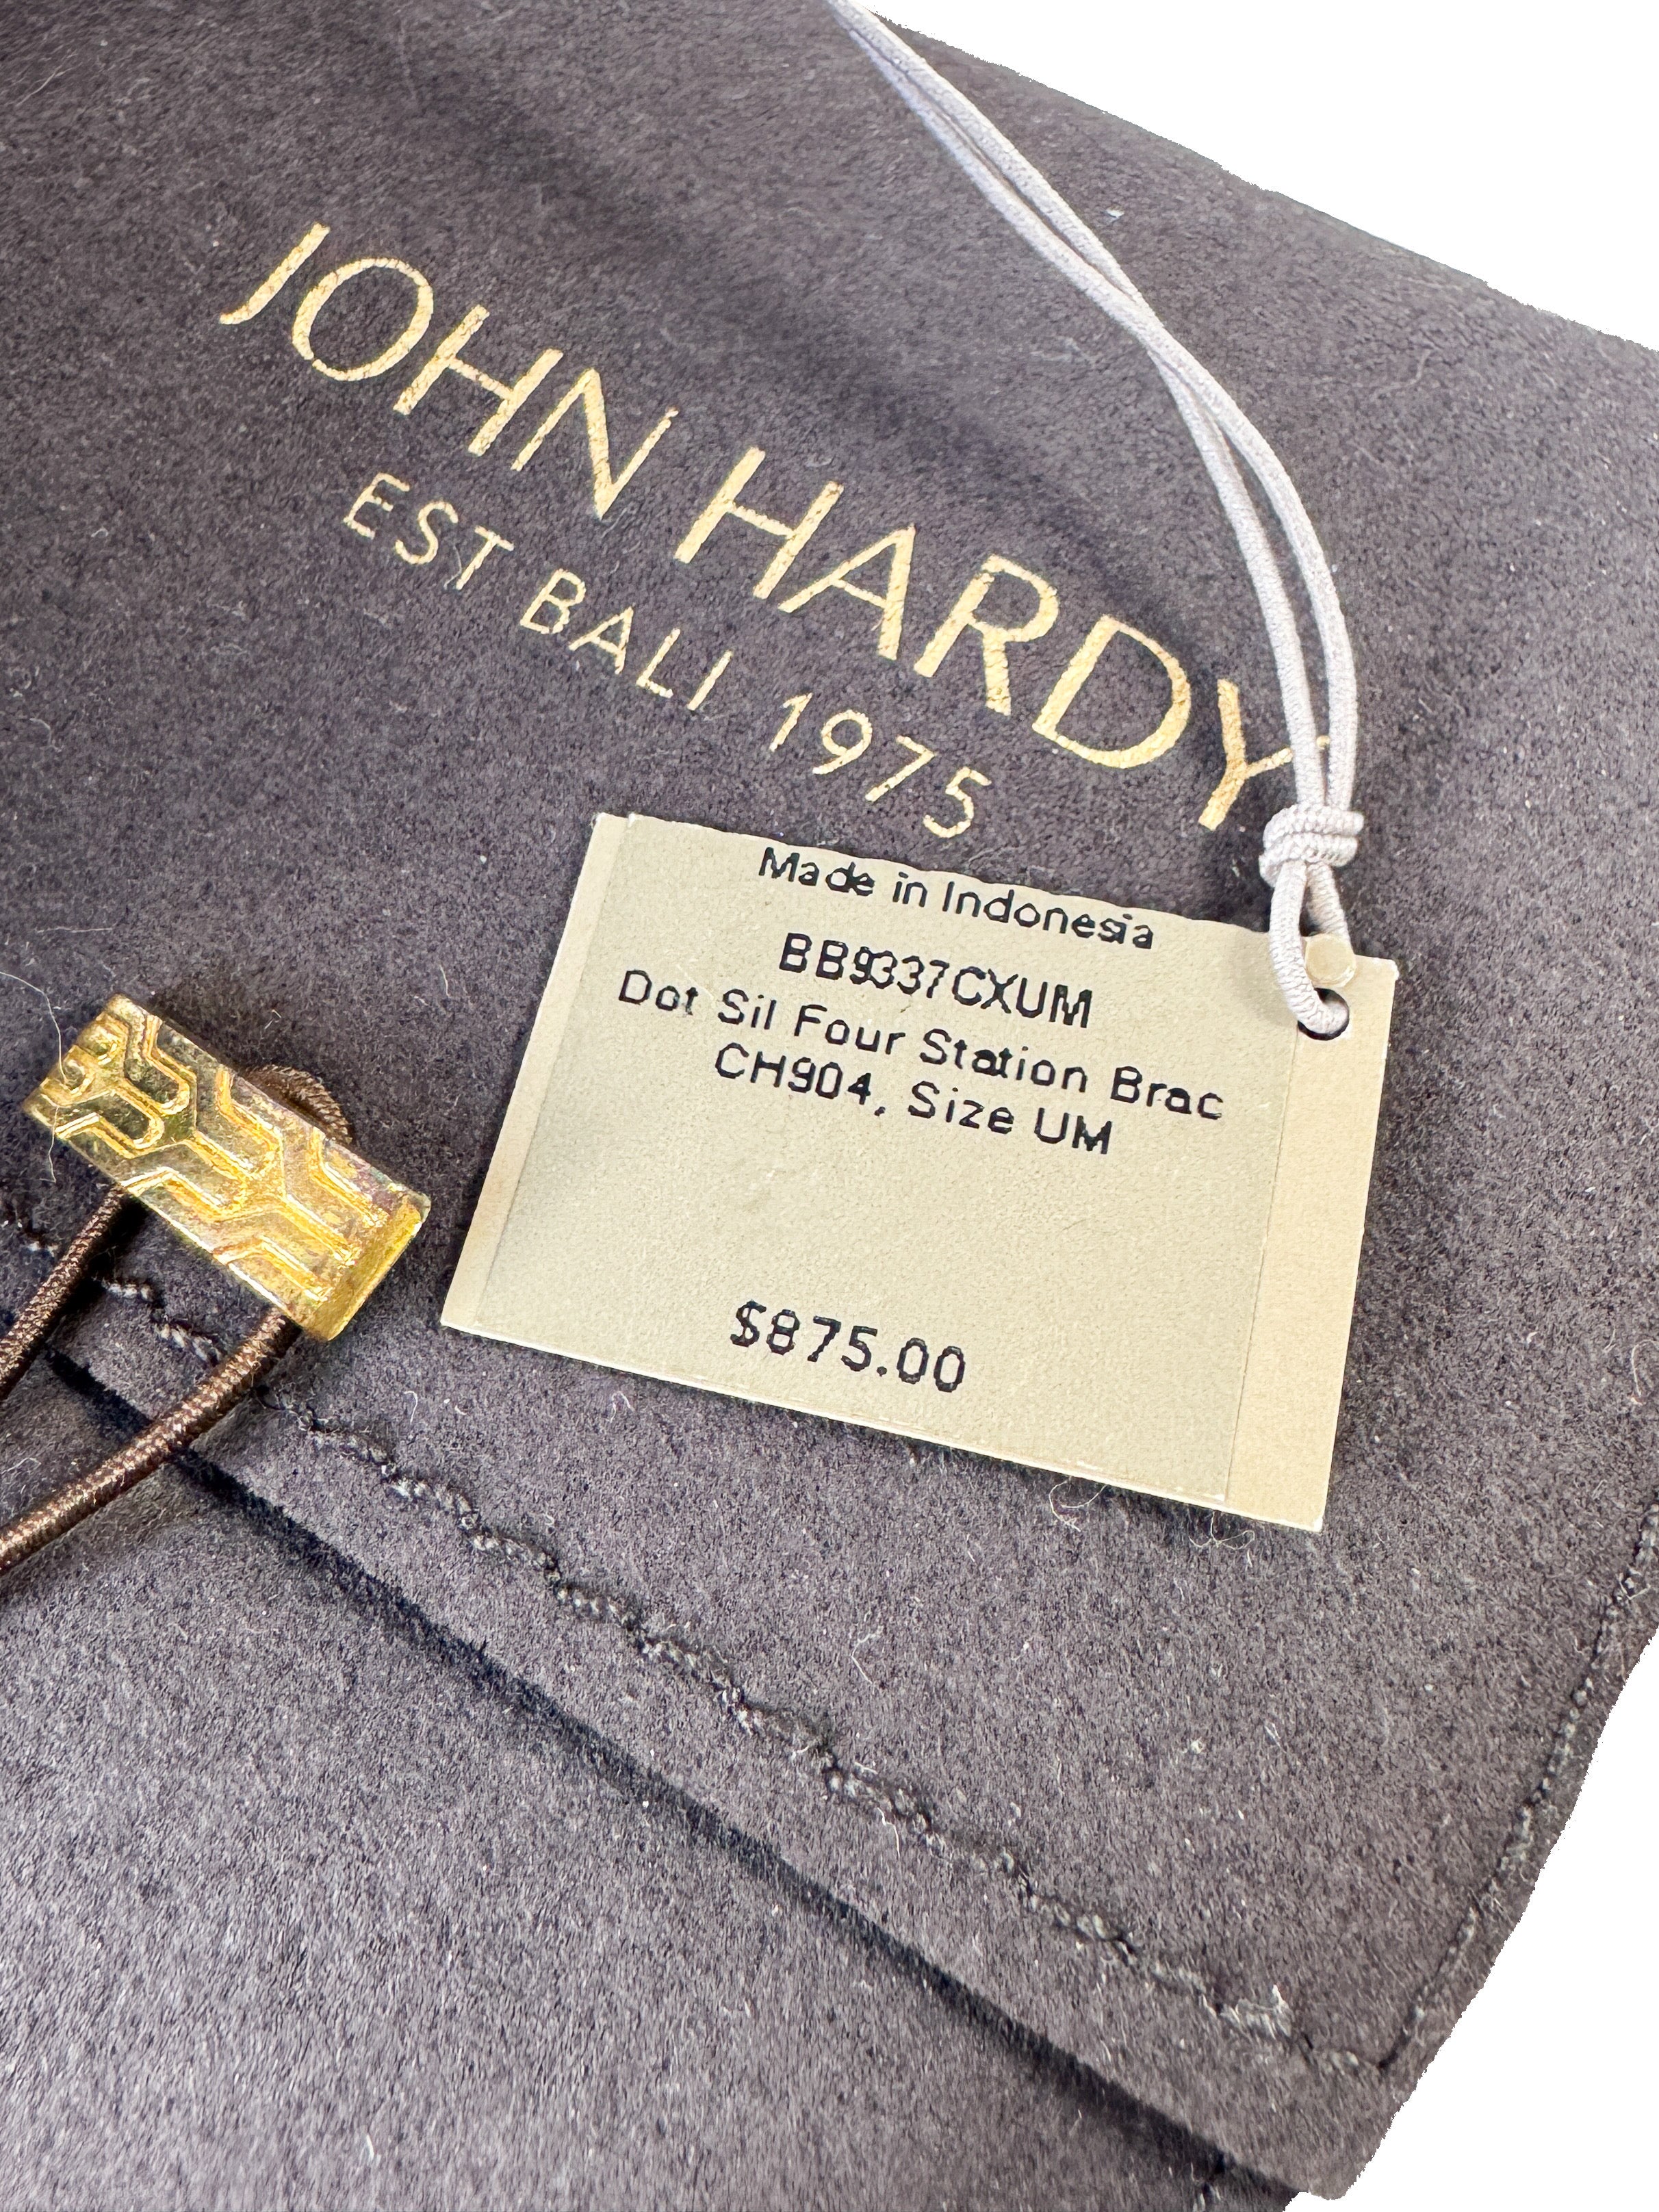 JOHN HARDY
EST BALI 1975
Made in Indonesia
BB9337CXUM
Dot Sil Four Station Brac
CH904, Size UM
$875.00